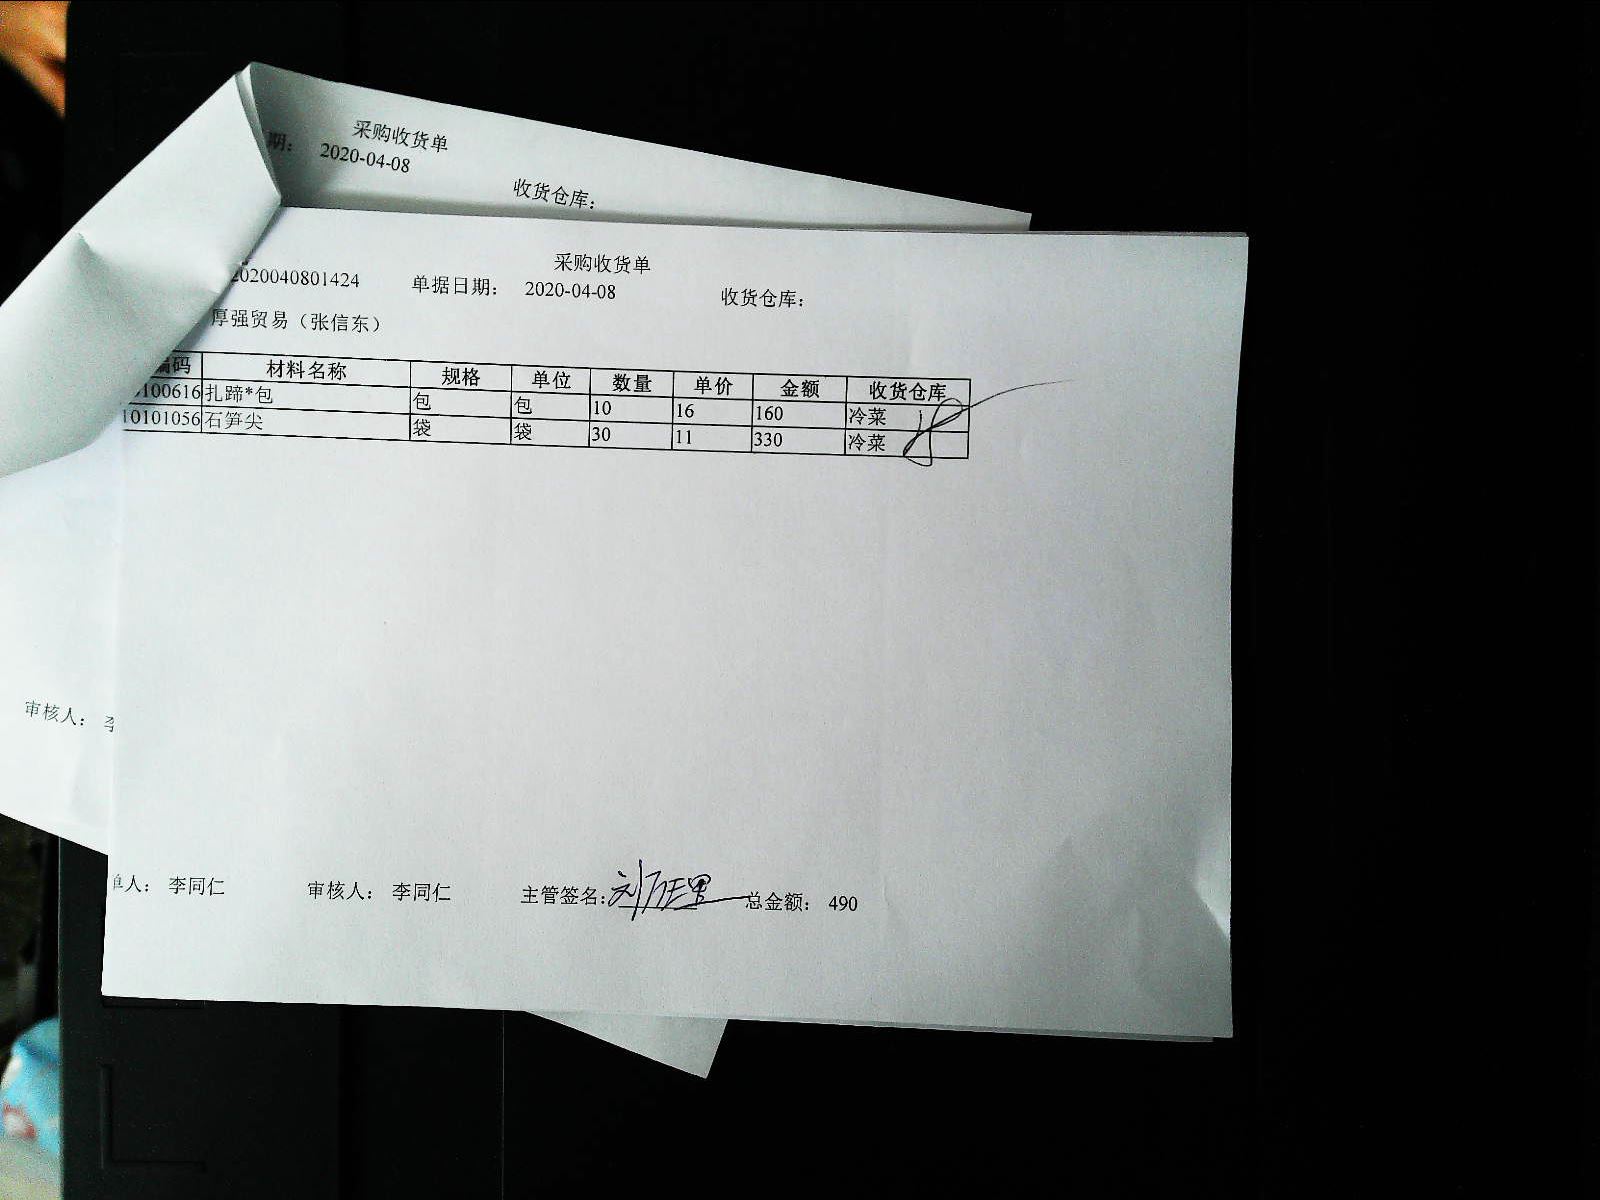 采购收货单
期： 2020-04-08
收货仓库：
采购收货单
2020040801424 单据日期： 2020-04-08 收货仓库：
厚强贸易（张信东）
编码 材料名称 规格 单位 数量 单价 金额 收货仓库
0100616 扎蹄*包 包 包 10 16 160 冷菜
10101056 石笋尖 袋 袋 30 11 330 冷菜
审核人： 李
单人： 李同仁 审核人： 李同仁 主管签名： 总金额： 490